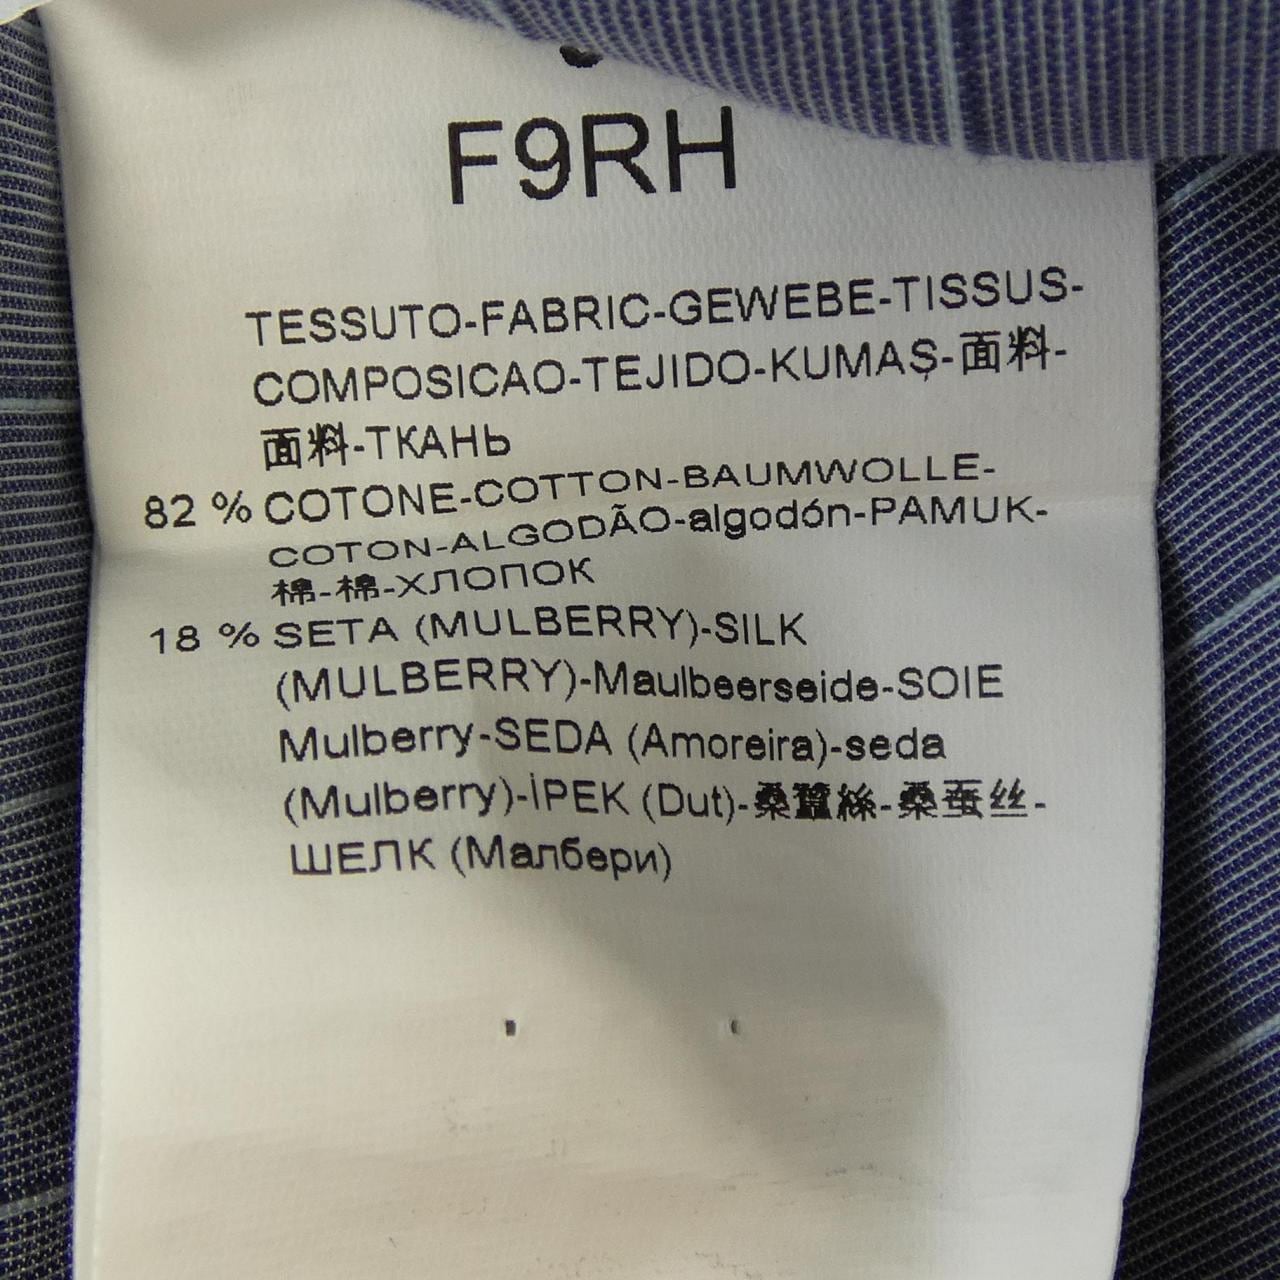 F9RH
TESSUTO-FABRIC-GEWEBE-TISSUS-
COMPOSICAO-TEJIDO-KUMAŞ-面料-
面料-ТКАНЬ
82 % COTONE-COTTON-BAUMWOLLE-
COTON-ALGODÃO-algodón-PAMUK-
棉-棉-ХЛОПОК
18 % SETA (MULBERRY)-SILK
(MULBERRY)-Maulbeerseide-SOIE
Mulberry-SEDA (Amoreira)-seda
(Mulberry)-İPEK (Dut)-桑蠶絲-桑蚕丝-
ШЕЛК (Малбери)